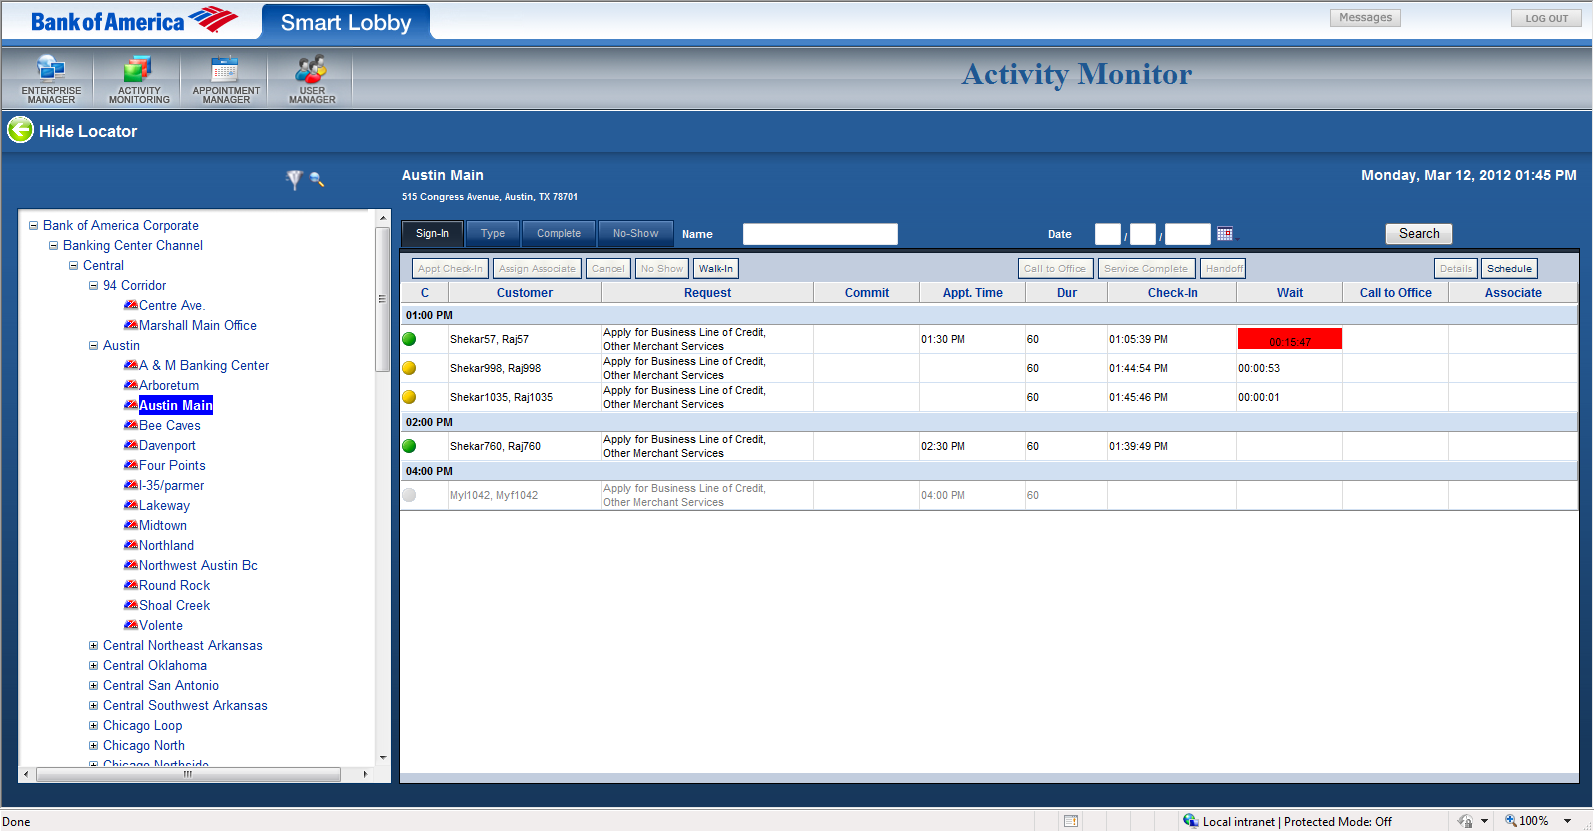 Bank of America
Smart Lobby
Messages
LOG OUT
ENTERPRISE
MANAGER
ACTIVITY
MONITORING
APPOINTMENT
MANAGER
USER
MANAGER
Activity Monitor
Hide Locator
Austin Main
Monday, Mar 12, 2012 01:45 PM
515 Congress Avenue, Austin, TX 78701
Bank of America Corporate
Banking Center Channel
Central
94 Corridor
Centre Ave.
Marshall Main Office
Austin
A & M Banking Center
Arboretum
Austin Main
Bee Caves
Davenport
Four Points
I-35/parmer
Lakeway
Midtown
Northland
Northwest Austin Bc
Round Rock
Shoal Creek
Volente
Central Northeast Arkansas
Central Oklahoma
Central San Antonio
Central Southwest Arkansas
Chicago Loop
Chicago North
Chicago Northside
Sign-In Type Complete No-Show Name Date / / Search
Appt Check-In Assign Associate Cancel No Show Walk-In Call to Office Service Complete Handoff Details Schedule
C Customer Request Commit Appt. Time Dur Check-In Wait Call to Office Associate
01:00 PM
Shekar57, Raj57 Apply for Business Line of Credit, 01:30 PM 60 01:05:39 PM 00:15:47
Other Merchant Services
Shekar998, Raj998 Apply for Business Line of Credit, 60 01:44:54 PM 00:00:53
Other Merchant Services
Shekar1035, Raj1035 Apply for Business Line of Credit, 60 01:45:46 PM 00:00:01
Other Merchant Services
02:00 PM
Shekar760, Raj760 Apply for Business Line of Credit, 02:30 PM 60 01:39:49 PM
Other Merchant Services
04:00 PM
Myl1042, Myf1042 Apply for Business Line of Credit, 04:00 PM 60
Other Merchant Services
Done
Local intranet | Protected Mode: Off
100%